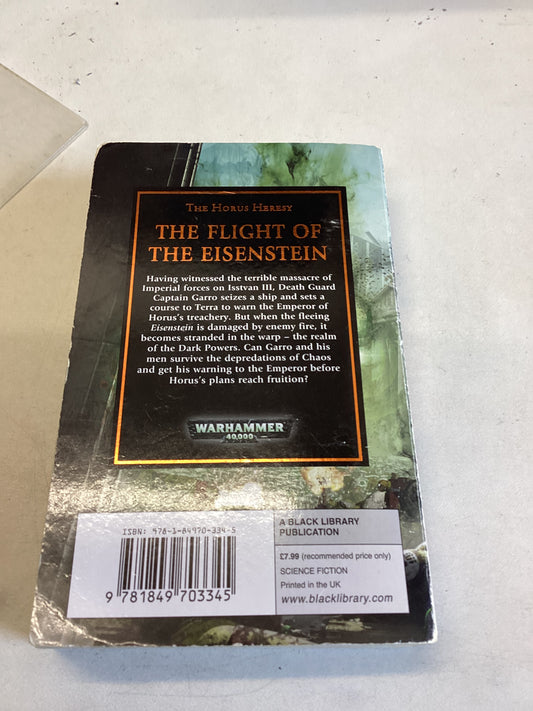 THE HORUS HERESY
THE FLIGHT OF
THE EISENSTEIN
Having witnessed the terrible massacre of
Imperial forces on Isstvan III, Death Guard
Captain Garro seizes a ship and sets a
course to Terra to warn the Emperor of
Horus's treachery. But when the fleeing
Eisenstein is damaged by enemy fire, it
becomes stranded in the warp – the realm
of the Dark Powers. Can Garro and his
men survive the depredations of Chaos
and get his warning to the Emperor before
Horus's plans reach fruition?
WARHAMMER
40,000
ISBN: 978-1-84970-334-5
9 781849 703345
A BLACK LIBRARY
PUBLICATION
£7.99 (recommended price only)
SCIENCE FICTION
Printed in the UK
www.blacklibrary.com